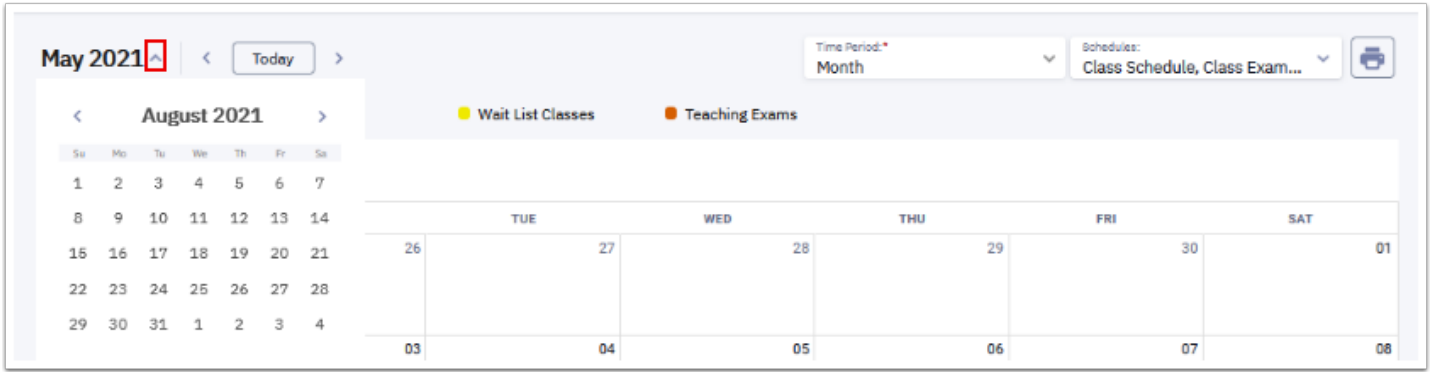 May 2021 Today Time Period:* Month Schedules: Class Schedule, Class Exam...
August 2021
Wait List Classes Teaching Exams
Su Mo Tu We Th Fr Sa
1 2 3 4 5 6 7
8 9 10 11 12 13 14
TUE WED THU FRI SAT
15 16 17 18 19 20 21
26 27 28 29 30 01
22 23 24 25 26 27 28
29 30 31 1 2 3 4
03 04 05 06 07 08